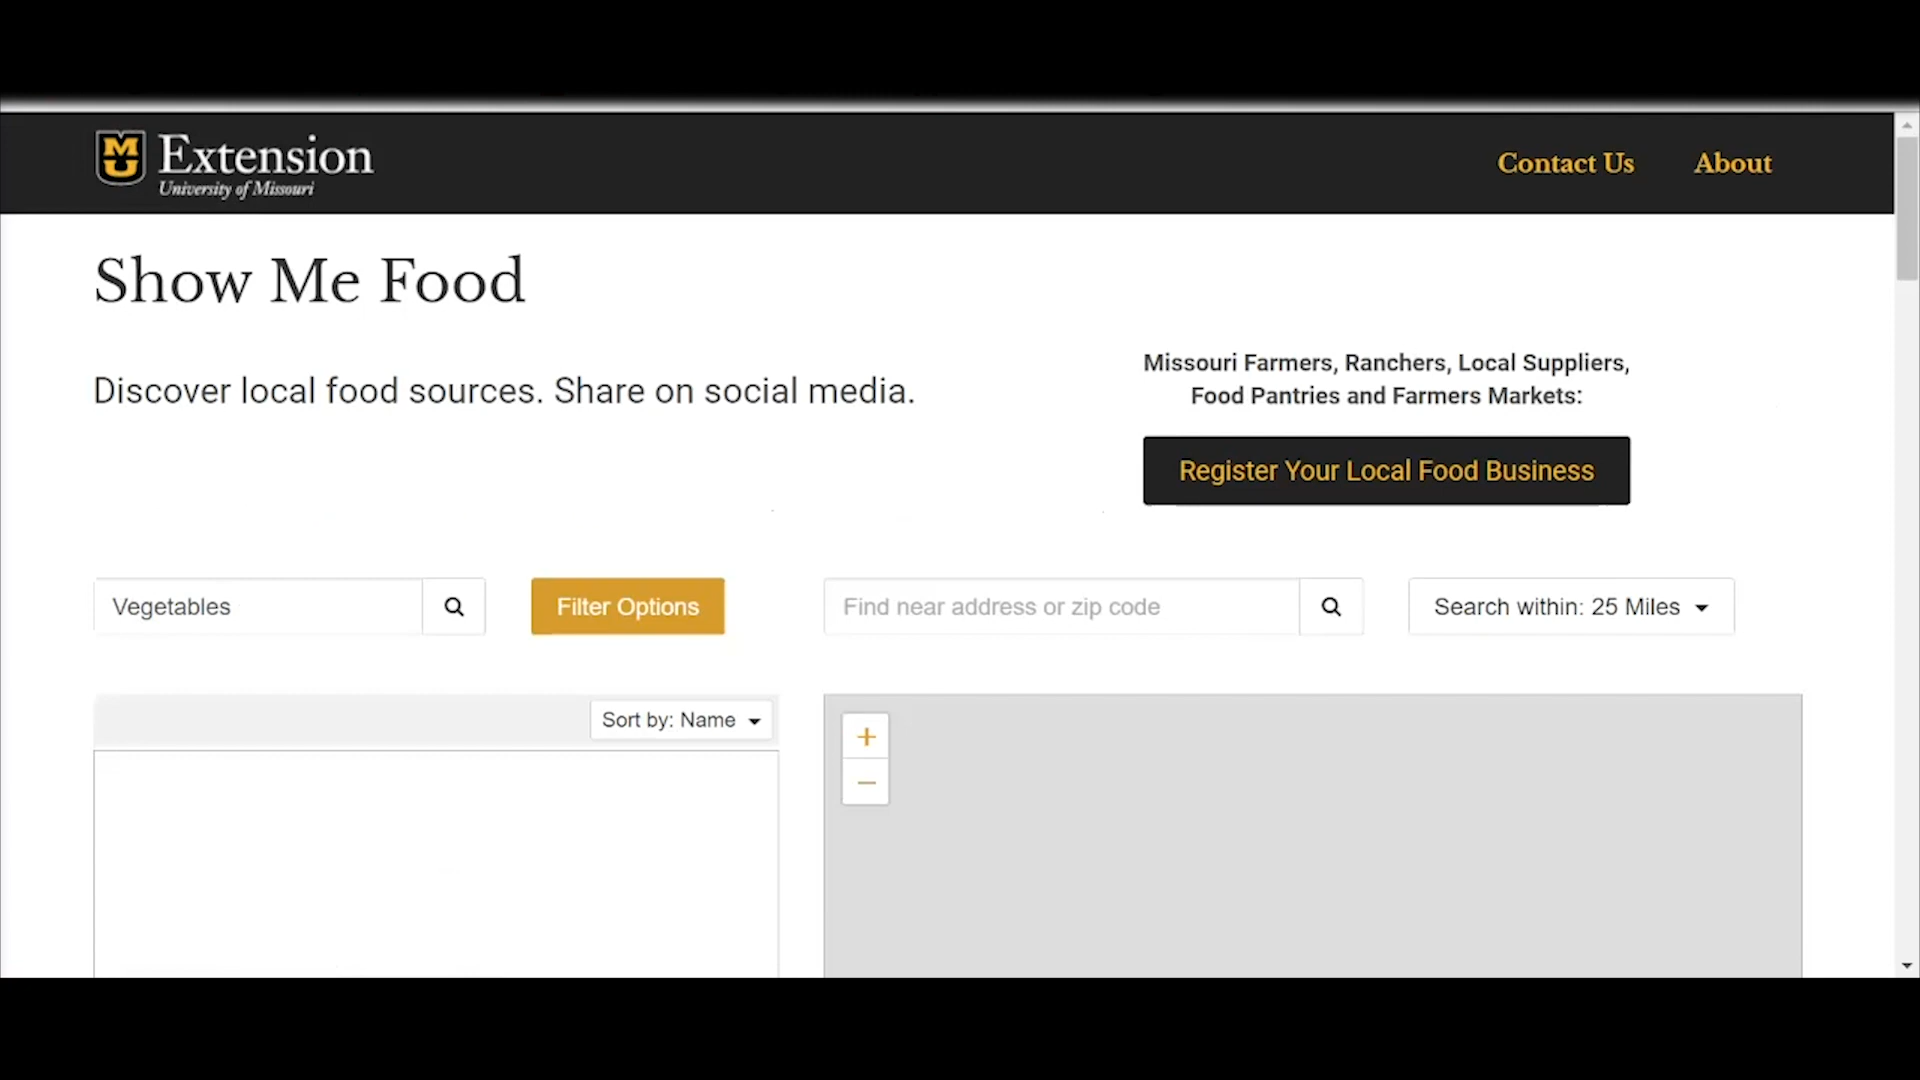 MU Extension
University of Missouri
Contact Us
About
Show Me Food
Discover local food sources. Share on social media.
Missouri Farmers, Ranchers, Local Suppliers,
Food Pantries and Farmers Markets:
Register Your Local Food Business
Vegetables
Filter Options
Find near address or zip code
Search within: 25 Miles
Sort by: Name
+
−